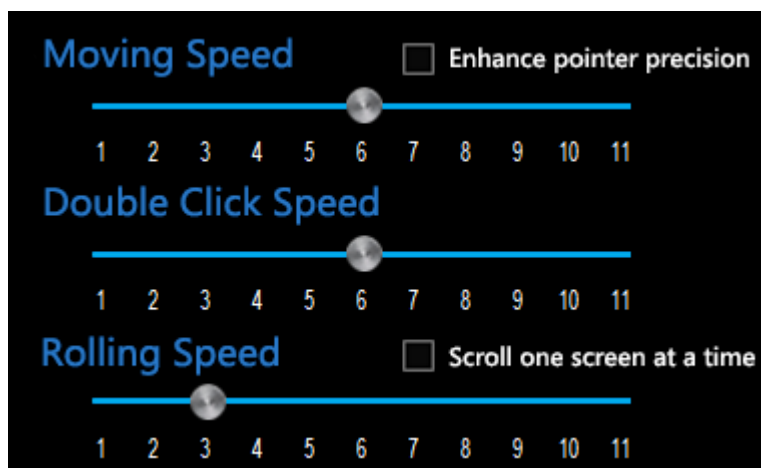 Moving Speed Enhance pointer precision
1 2 3 4 5 6 7 8 9 10 11
Double Click Speed
1 2 3 4 5 6 7 8 9 10 11
Rolling Speed Scroll one screen at a time
1 2 3 4 5 6 7 8 9 10 11